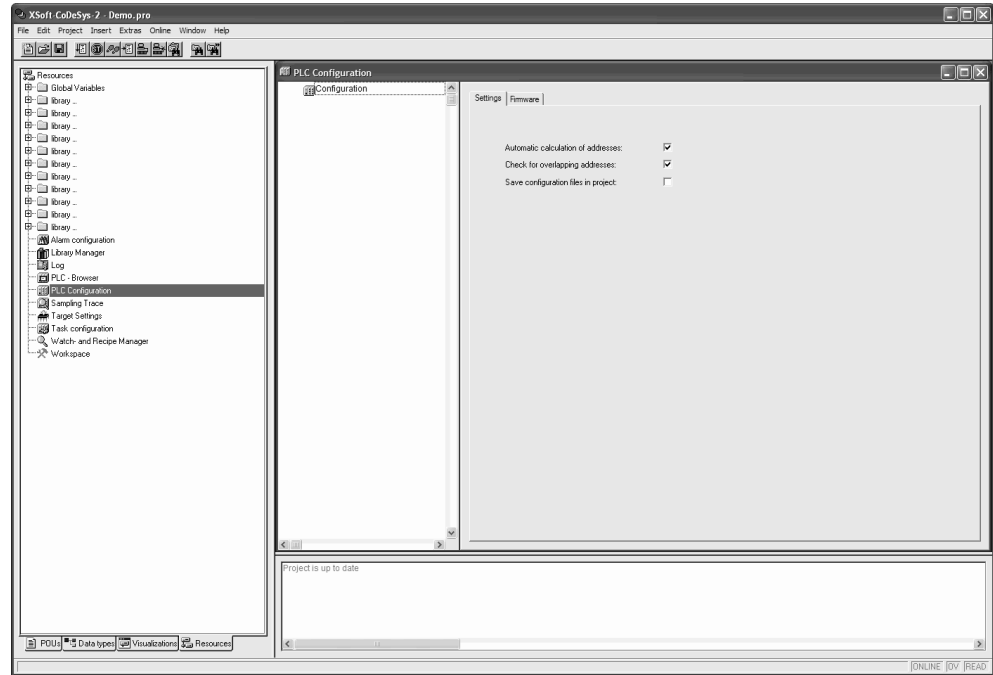 XSoft-CoDeSys-2 - Demo.pro
File Edit Project Insert Extras Online Window Help
Resources
Global Variables
library ..
library ..
library ..
library ..
library ..
library ..
library ..
library ..
library ..
library ..
library ..
Alarm configuration
Library Manager
Log
PLC - Browser
PLC Configuration
Sampling Trace
Target Settings
Task configuration
Watch- and Recipe Manager
Workspace
POUs Data types Visualizations Resources
PLC Configuration
Configuration
Settings Firmware
Automatic calculation of addresses:
Check for overlapping addresses:
Save configuration files in project:
Project is up to date
ONLINE OV READ